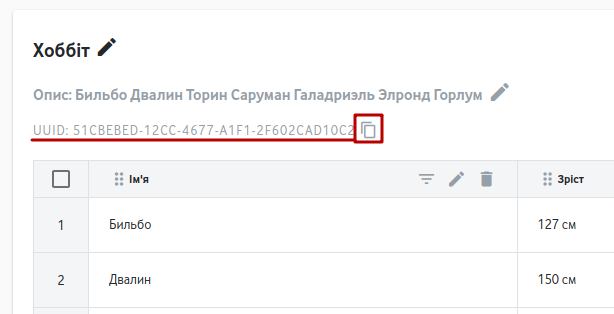 Хоббіт
Опис: Бильбо Двалин Торин Саруман Галадриэль Элронд Горлум
UUID: 51CBEBED-12CC-4677-A1F1-2F602CAD10C2
Ім'я Зріст
1 Бильбо 127 см
2 Двалин 150 см